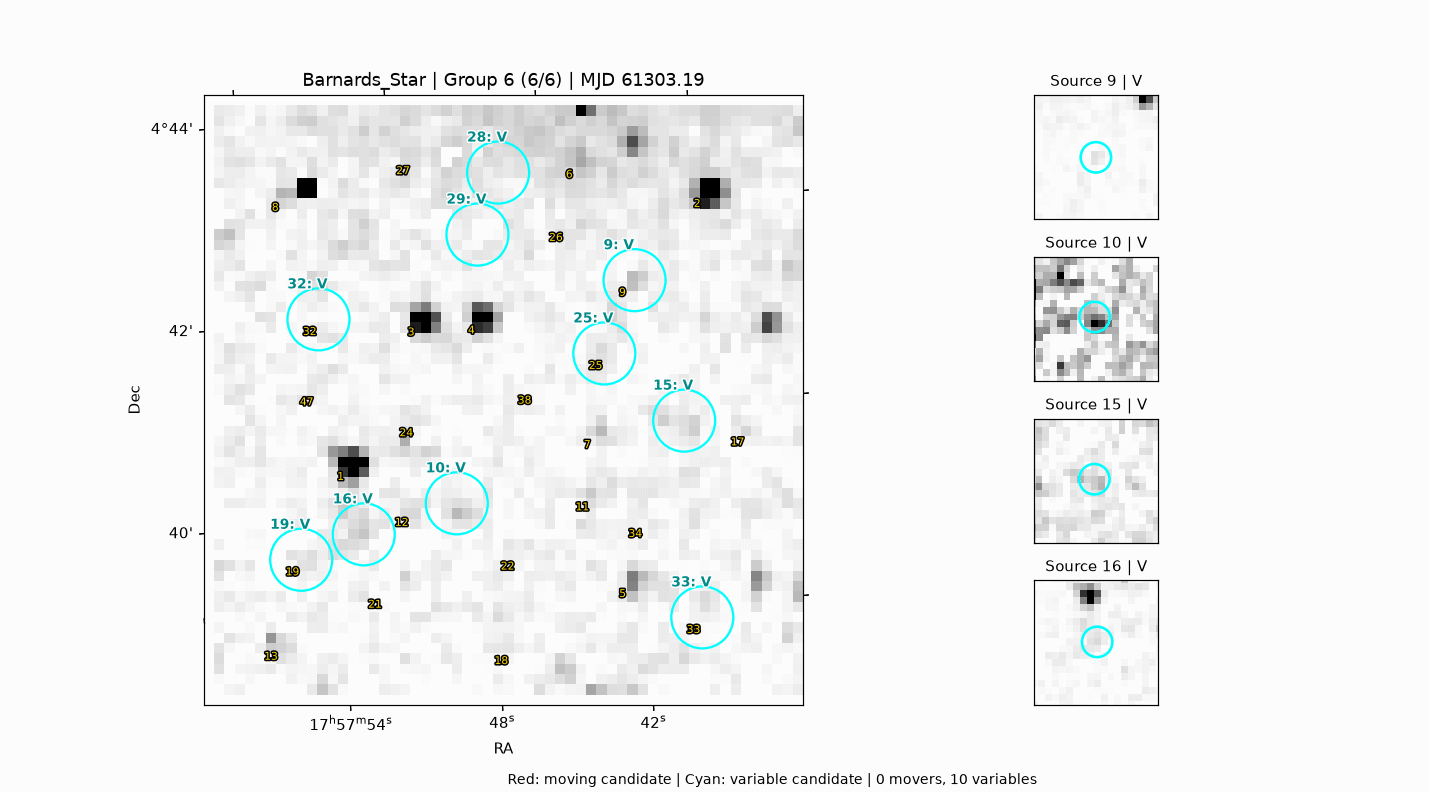 Barnards_Star | Group 6 (6/6) | MJD 61303.19
Source 9 | V
4°44'
28: V
27
6
29: V
8
2
26
9: V
9
Source 10 | V
32: V
32
42'
3
4
25: V
25
15: V
47
38
24
7
17
Dec
Source 15 | V
1
10: V
16: V
11
12
19: V
40'
34
19
22
5
33: V
21
33
13
18
Source 16 | V
17ʰ57ᵐ54ˢ
48ˢ
42ˢ
RA
Red: moving candidate | Cyan: variable candidate | 0 movers, 10 variables